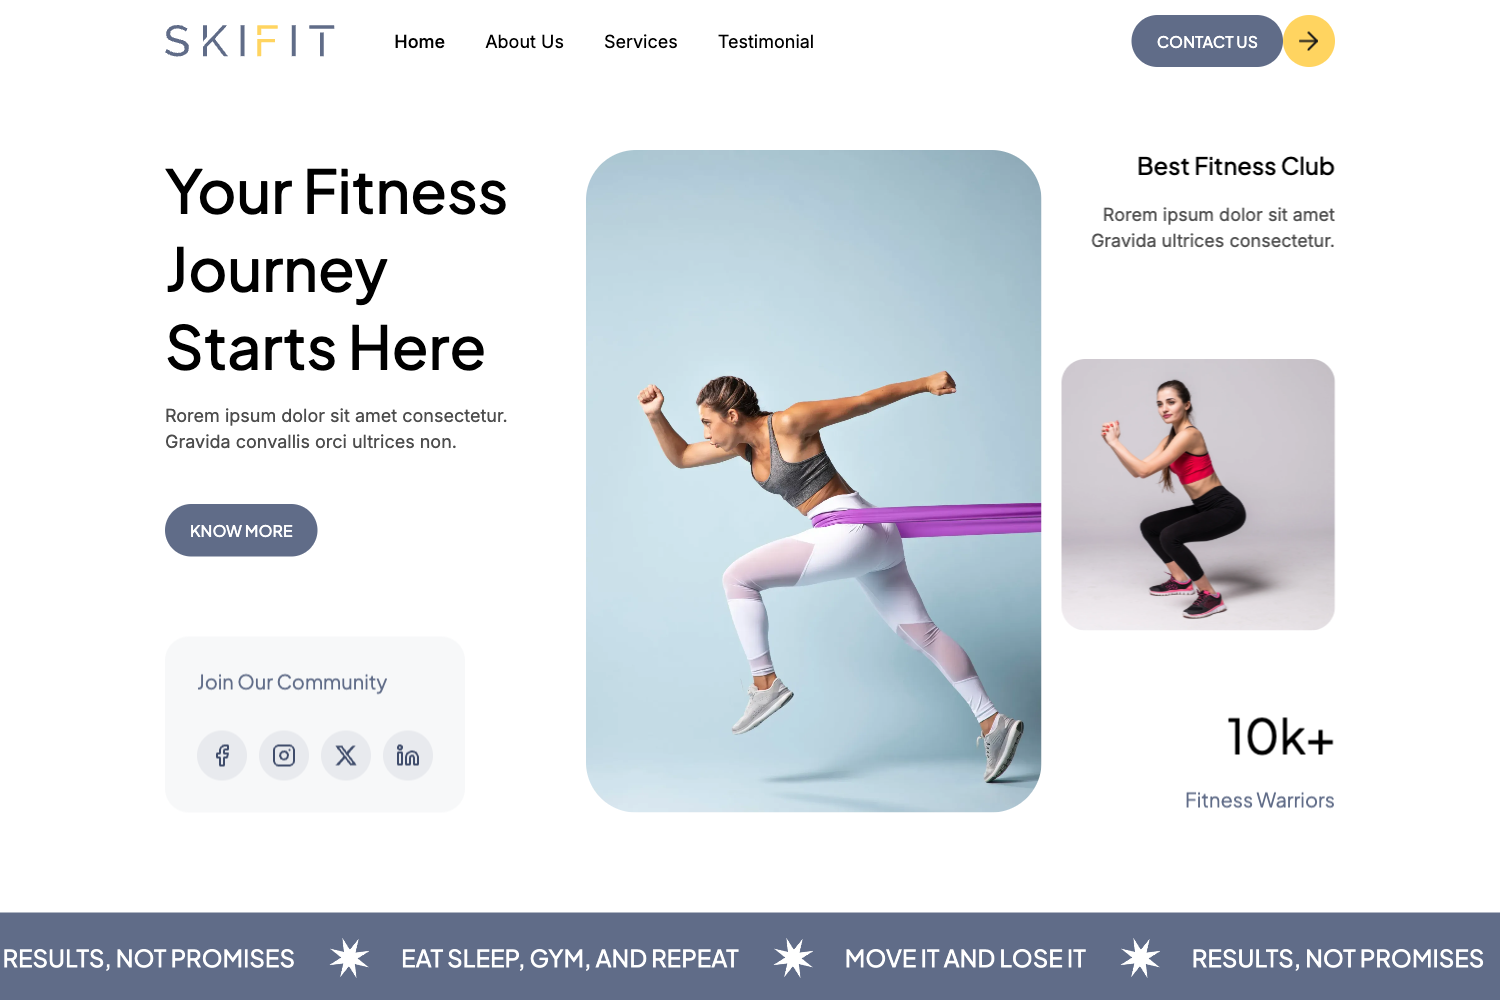 SKIFIT
Home
About Us
Services
Testimonial
CONTACT US
Your Fitness
Journey
Starts Here
Rorem ipsum dolor sit amet consectetur.
Gravida convallis orci ultrices non.
KNOW MORE
Join Our Community
Best Fitness Club
Rorem ipsum dolor sit amet
Gravida ultrices consectetur.
10k+
Fitness Warriors
RESULTS, NOT PROMISES
EAT SLEEP, GYM, AND REPEAT
MOVE IT AND LOSE IT
RESULTS, NOT PROMISES